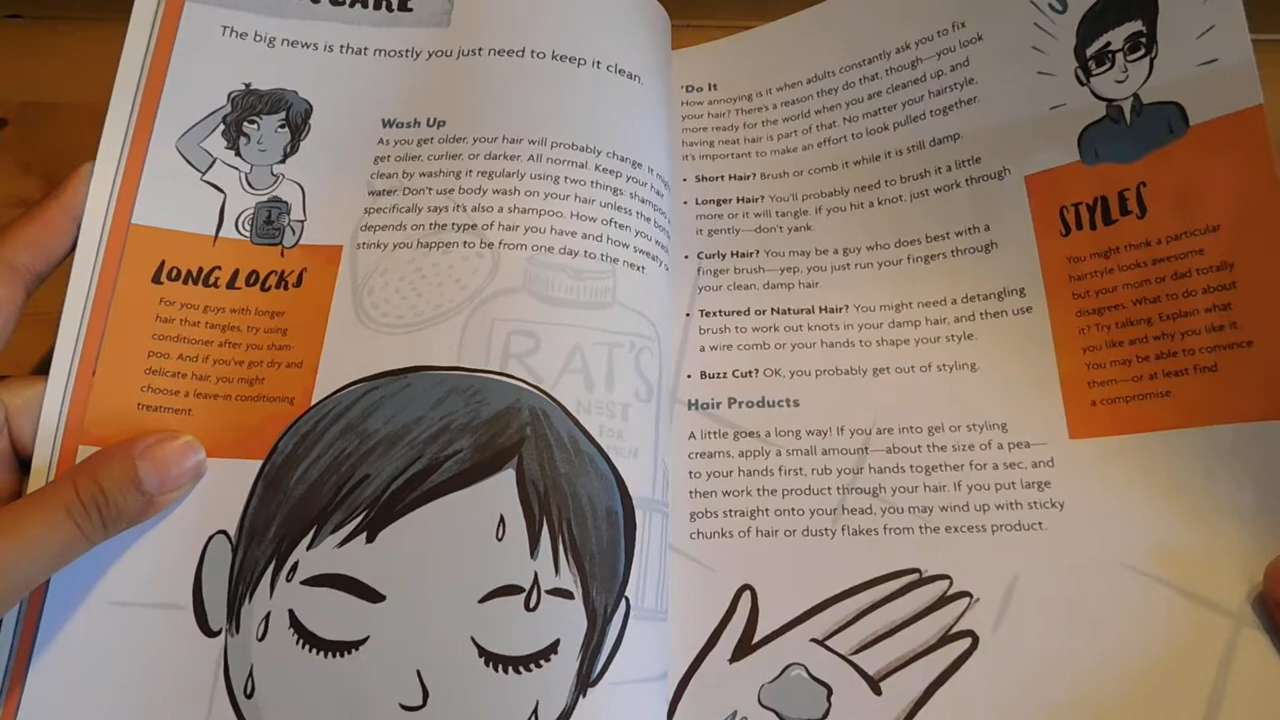 CARE
The big news is that mostly you just need to keep it clean.
Wash Up
As you get older, your hair will probably change. It might
get oilier, curlier, or darker. All normal. Keep your hair
clean by washing it regularly using two things: shampoo
water. Don't use body wash on your hair unless the
specifically says it's also a shampoo. How often you
depends on the type of hair you have and how sweaty
stinky you happen to be from one day to the next.
LONG LOCKS
For you guys with longer
hair that tangles, try using
conditioner after you sham-
poo. And if you've got dry and
delicate hair, you might
choose a leave-in conditioning
treatment.
RAT'S
NEST
FOR
'Do It
How annoying is it when adults constantly ask you to fix
your hair? There's a reason they do that, though—you look
more ready for the world when you are cleaned up, and
having neat hair is part of that. No matter your hairstyle,
it's important to make an effort to look pulled together.
• Short Hair? Brush or comb it while it is still damp.
• Longer Hair? You'll probably need to brush it a little
more or it will tangle. If you hit a knot, just work through
it gently—don't yank.
• Curly Hair? You may be a guy who does best with a
finger brush—yep, you just run your fingers through
your clean, damp hair.
• Textured or Natural Hair? You might need a detangling
brush to work out knots in your damp hair, and then use
a wire comb or your hands to shape your style.
• Buzz Cut? OK, you probably get out of styling.
Hair Products
A little goes a long way! If you are into gel or styling
creams, apply a small amount—about the size of a pea—
to your hands first, rub your hands together for a sec, and
then work the product through your hair. If you put large
gobs straight onto your head, you may wind up with sticky
chunks of hair or dusty flakes from the excess product.
STYLES
You might think a particular
hairstyle looks awesome
but your mom or dad totally
disagrees. What to do about
it? Try talking. Explain what
you like and why you like it
You may be able to convince
them—or at least find
a compromise.